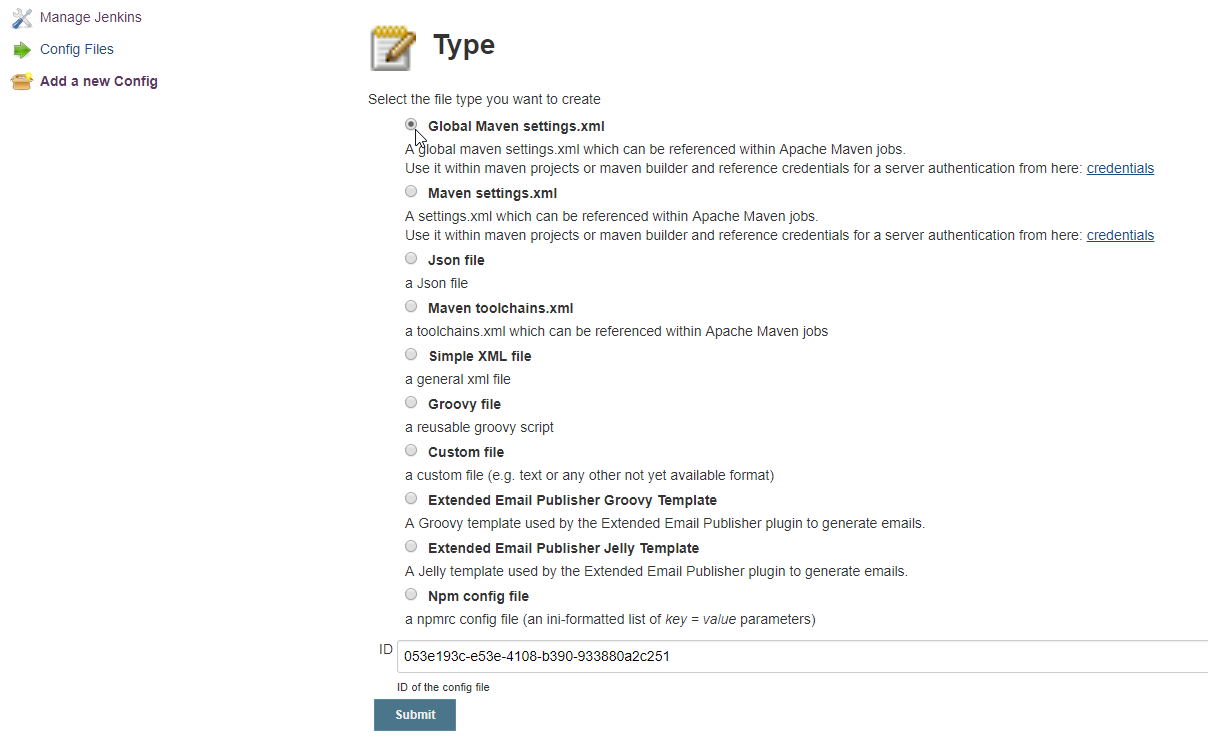 Manage Jenkins
Config Files
Add a new Config
Type
Select the file type you want to create
Global Maven settings.xml
A global maven settings.xml which can be referenced within Apache Maven jobs.
Use it within maven projects or maven builder and reference credentials for a server authentication from here: credentials
Maven settings.xml
A settings.xml which can be referenced within Apache Maven jobs.
Use it within maven projects or maven builder and reference credentials for a server authentication from here: credentials
Json file
a Json file
Maven toolchains.xml
a toolchains.xml which can be referenced within Apache Maven jobs
Simple XML file
a general xml file
Groovy file
a reusable groovy script
Custom file
a custom file (e.g. text or any other not yet available format)
Extended Email Publisher Groovy Template
A Groovy template used by the Extended Email Publisher plugin to generate emails.
Extended Email Publisher Jelly Template
A Jelly template used by the Extended Email Publisher plugin to generate emails.
Npm config file
a npmrc config file (an ini-formatted list of key = value parameters)
ID
053e193c-e53e-4108-b390-933880a2c251
ID of the config file
Submit